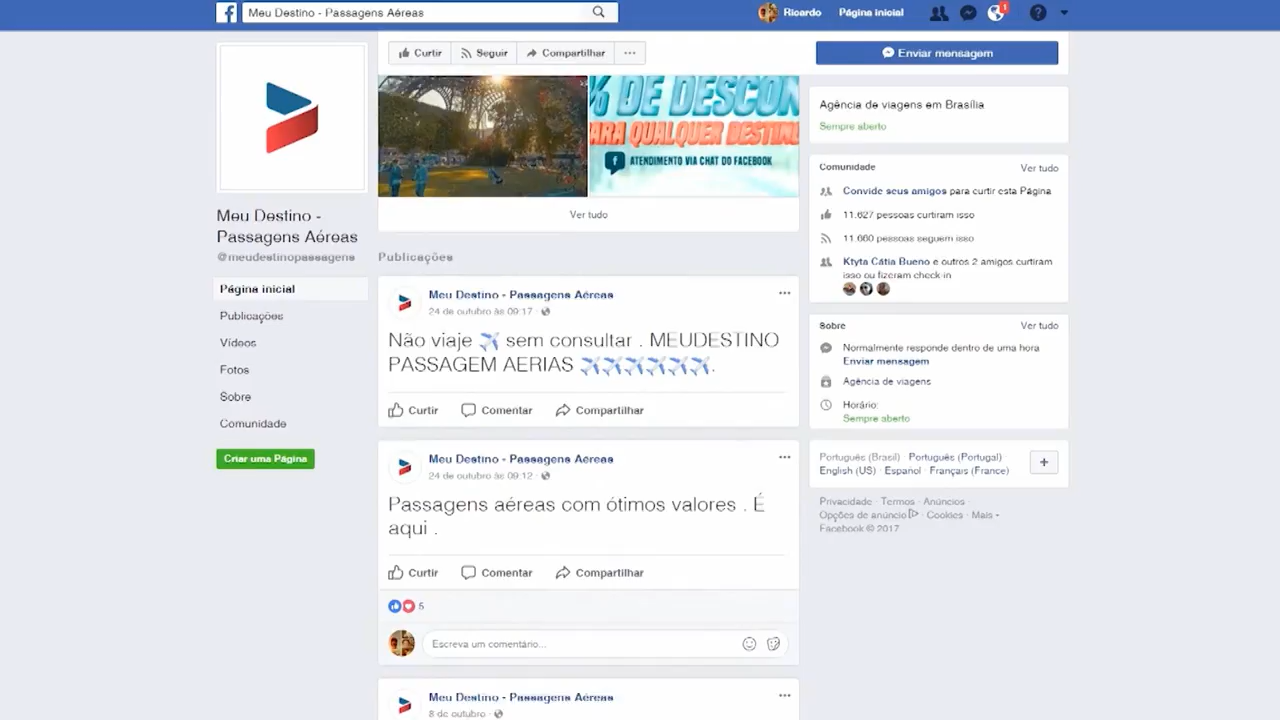 Meu Destino - Passagens Aéreas
Ricardo
Página inicial
1
Curtir
Seguir
Compartilhar
Enviar mensagem
% DE DESCON
PARA QUALQUER DESTINO
ATENDIMENTO VIA CHAT DO FACEBOOK
Ver tudo
Meu Destino -
Passagens Aéreas
@meudestinopassagens
Página inicial
Publicações
Vídeos
Fotos
Sobre
Comunidade
Criar uma Página
Publicações
Meu Destino - Passagens Aéreas
24 de outubro às 09:17 ·
Não viaje ✈️ sem consultar . MEUDESTINO
PASSAGEM AERIAS ✈️✈️✈️✈️✈️✈️.
Curtir
Comentar
Compartilhar
Meu Destino - Passagens Aéreas
24 de outubro às 09:12 ·
Passagens aéreas com ótimos valores . É
aqui .
Curtir
Comentar
Compartilhar
5
Escreva um comentário...
Meu Destino - Passagens Aéreas
8 de outubro ·
Agência de viagens em Brasília
Sempre aberto
Comunidade
Ver tudo
Convide seus amigos para curtir esta Página
11.627 pessoas curtiram isso
11.660 pessoas seguem isso
Ktyta Cátia Bueno e outros 2 amigos curtiram
isso ou fizeram check-in
Sobre
Ver tudo
Normalmente responde dentro de uma hora
Enviar mensagem
Agência de viagens
Horário:
Sempre aberto
Português (Brasil) · Português (Portugal)
English (US) · Espanol · Français (France)
Privacidade · Termos · Anúncios ·
Opções de anúncio · Cookies · Mais
Facebook © 2017